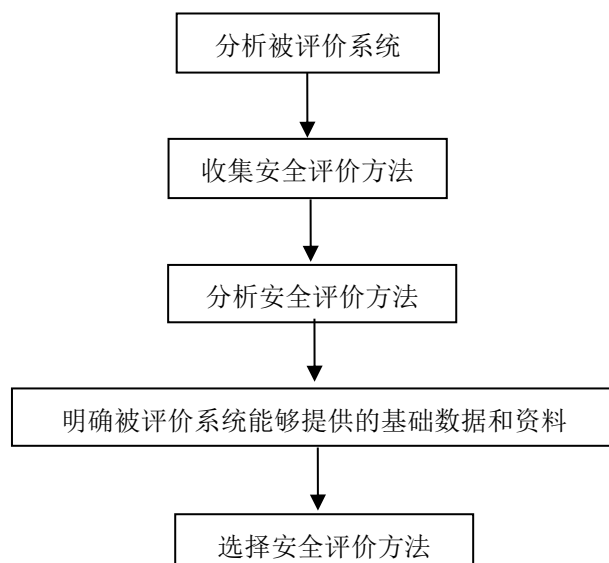 分析被评价系统
收集安全评价方法
分析安全评价方法
明确被评价系统能够提供的基础数据和资料
选择安全评价方法